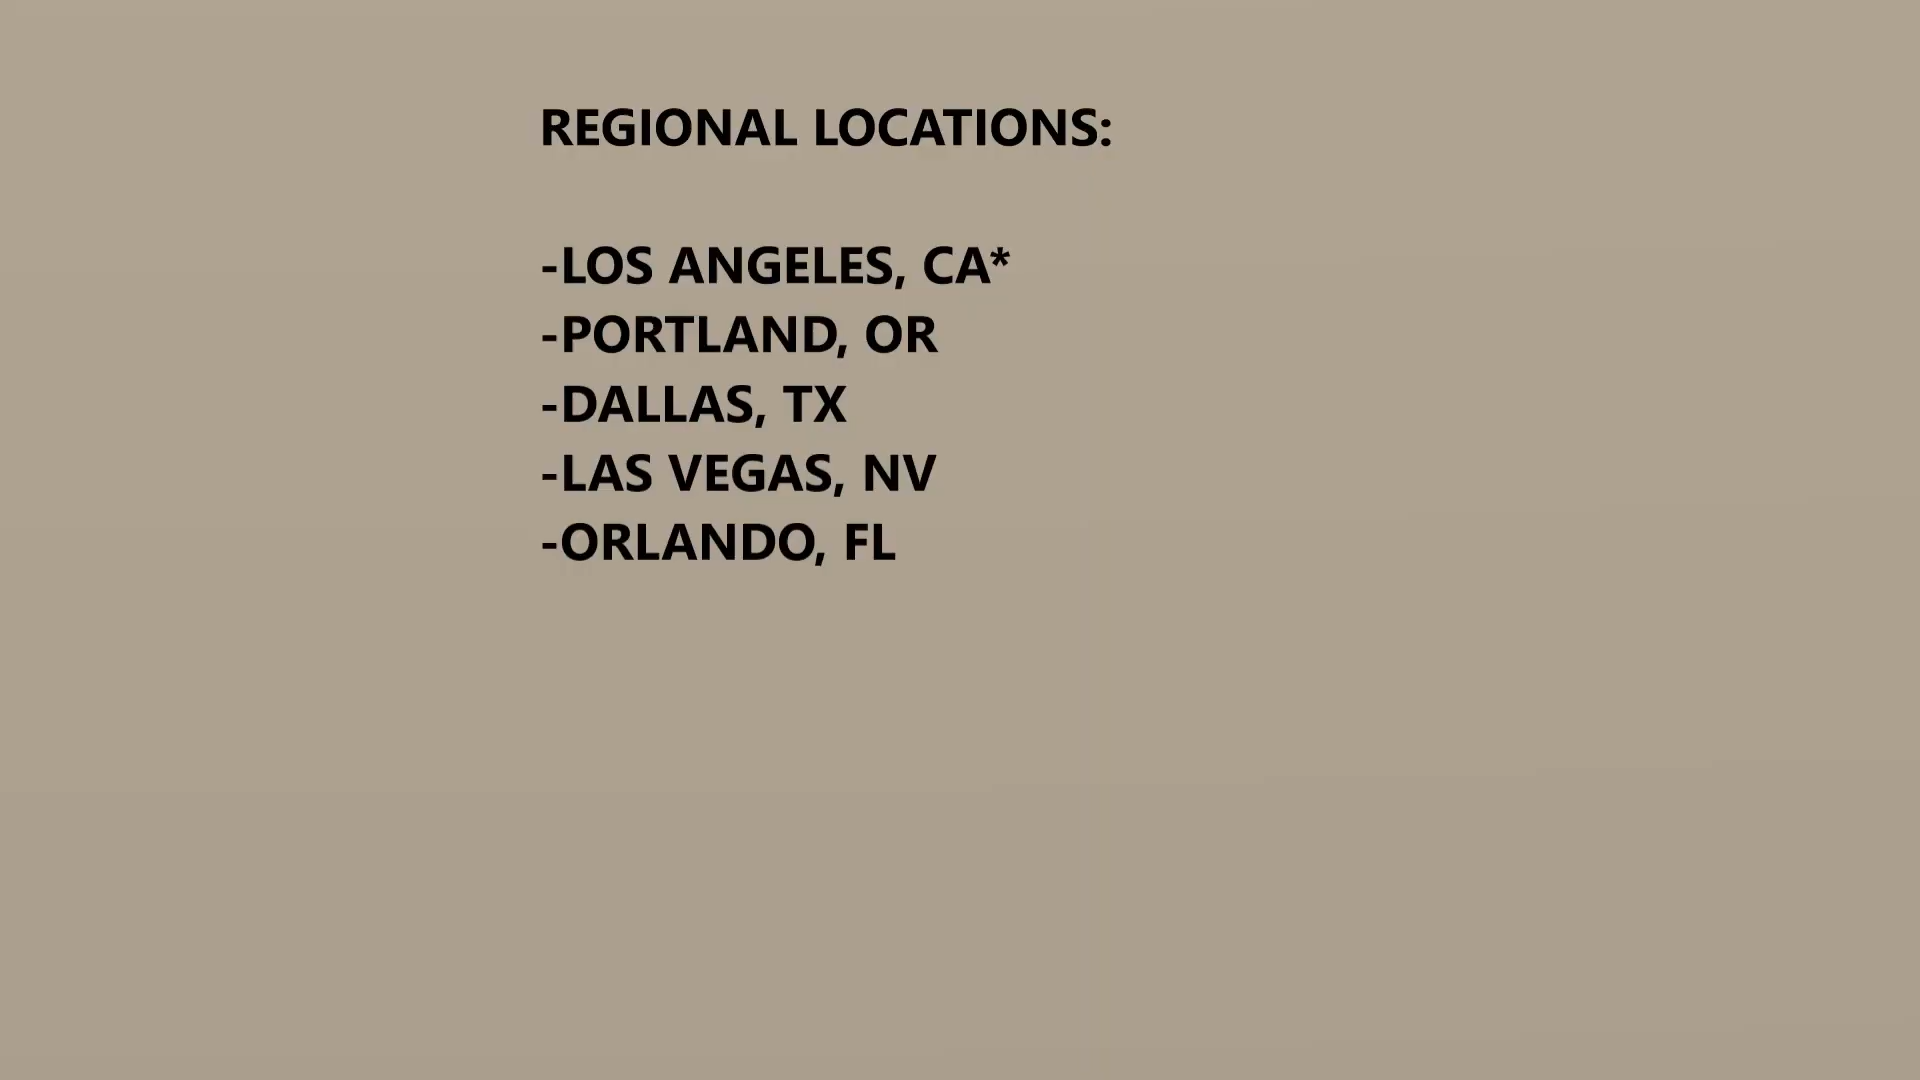 REGIONAL LOCATIONS:
-LOS ANGELES, CA*
-PORTLAND, OR
-DALLAS, TX
-LAS VEGAS, NV
-ORLANDO, FL